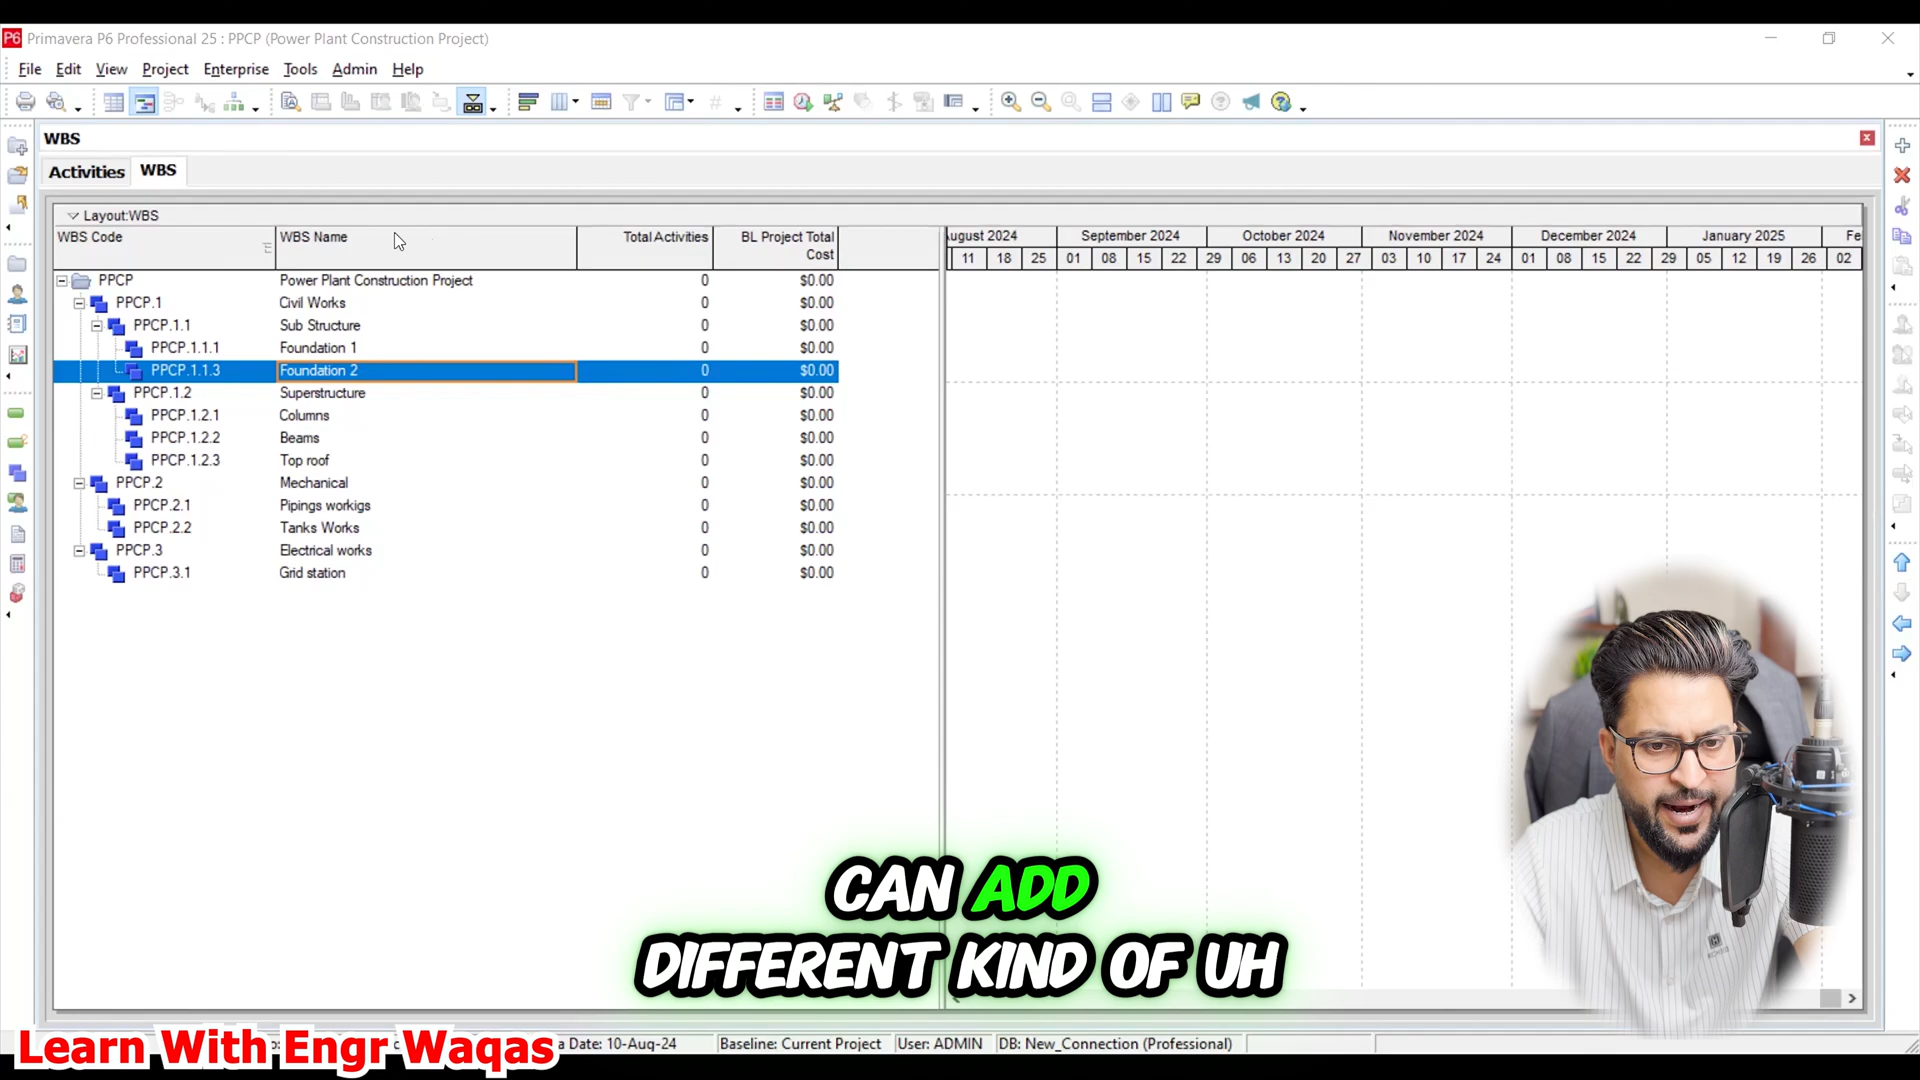 P6 Primavera P6 Professional 25 : PPCP (Power Plant Construction Project)
File Edit View Project Enterprise Tools Admin Help
WBS
Activities WBS
Layout:WBS
WBS Code WBS Name Total Activities BL Project Total Cost
ugust 2024 September 2024 October 2024 November 2024 December 2024 January 2025 Fe
11 18 25 01 08 15 22 29 06 13 20 27 03 10 17 24 01 08 15 22 29 05 12 19 26 02
PPCP Power Plant Construction Project 0 $0.00
PPCP.1 Civil Works 0 $0.00
PPCP.1.1 Sub Structure 0 $0.00
PPCP.1.1.1 Foundation 1 0 $0.00
PPCP.1.1.3 Foundation 2 0 $0.00
PPCP.1.2 Superstructure 0 $0.00
PPCP.1.2.1 Columns 0 $0.00
PPCP.1.2.2 Beams 0 $0.00
PPCP.1.2.3 Top roof 0 $0.00
PPCP.2 Mechanical 0 $0.00
PPCP.2.1 Pipings workigs 0 $0.00
PPCP.2.2 Tanks Works 0 $0.00
PPCP.3 Electrical works 0 $0.00
PPCP.3.1 Grid station 0 $0.00
CAN ADD
DIFFERENT KIND OF UH
Learn With Engr Waqas
a Date: 10-Aug-24 Baseline: Current Project User: ADMIN DB: New_Connection (Professional)